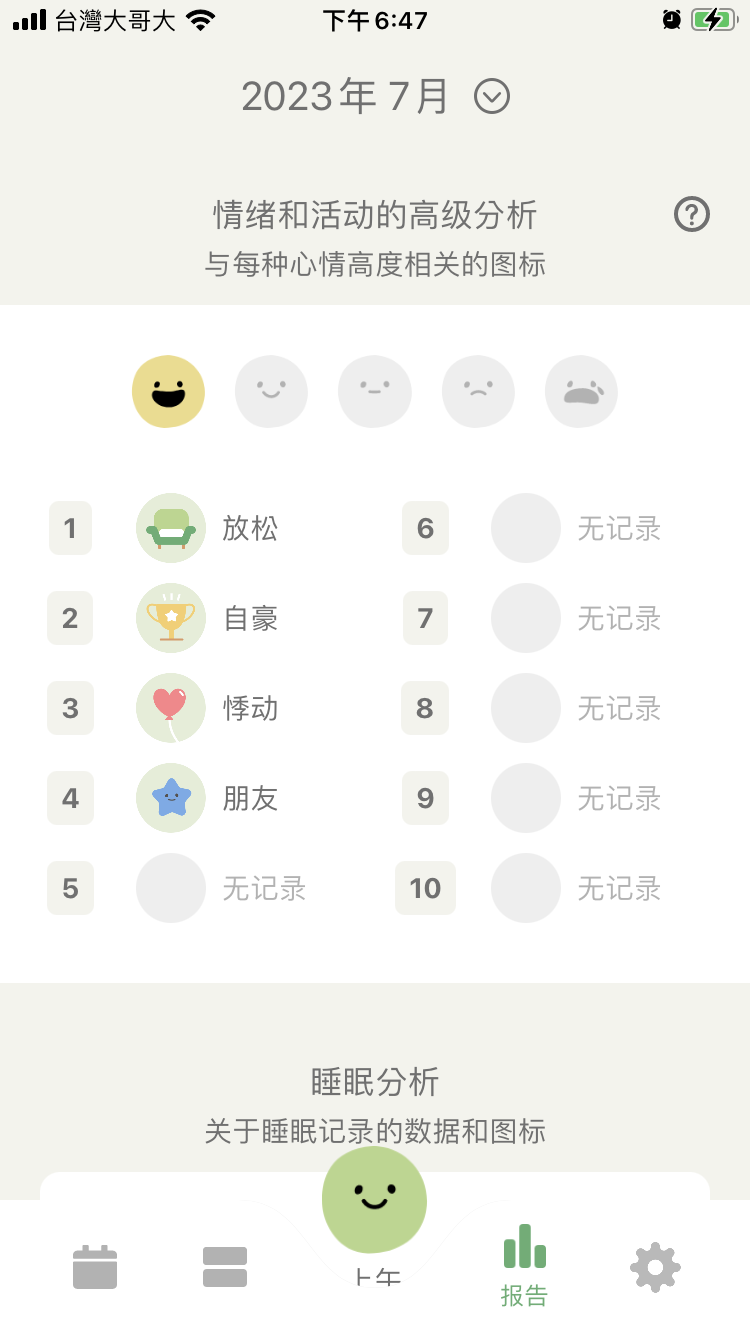 台灣大哥大 下午6:47
2023年 7月
情绪和活动的高级分析
?
与每种心情高度相关的图标
1 放松 6 无记录
2 自豪 7 无记录
3 悸动 8 无记录
4 朋友 9 无记录
5 无记录 10 无记录
睡眠分析
关于睡眠记录的数据和图标
上午
报告